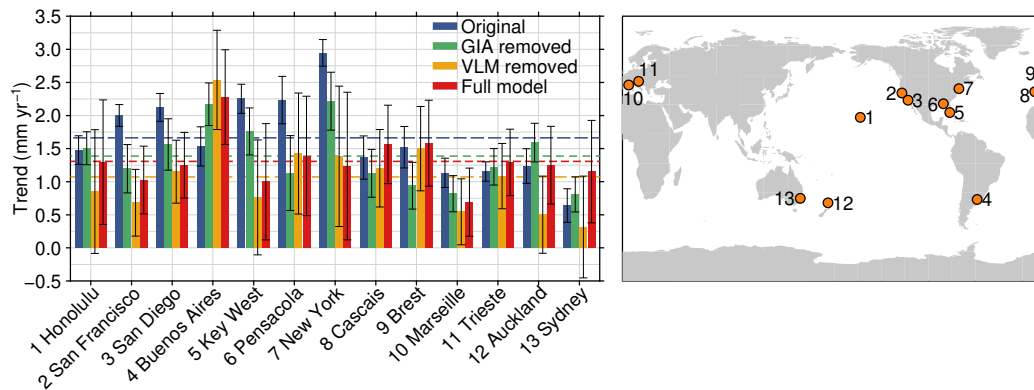 3.5
3.0
2.5
2.0
1.5
1.0
0.5
0.0
−0.5
Trend (mm yr⁻¹)
Original
GIA removed
VLM removed
Full model
1 Honolulu
2 San Francisco
3 San Diego
4 Buenos Aires
5 Key West
6 Pensacola
7 New York
8 Cascais
9 Brest
10 Marseille
11 Trieste
12 Auckland
13 Sydney
11
10
9
8
7
2
3
6
5
1
13
12
4